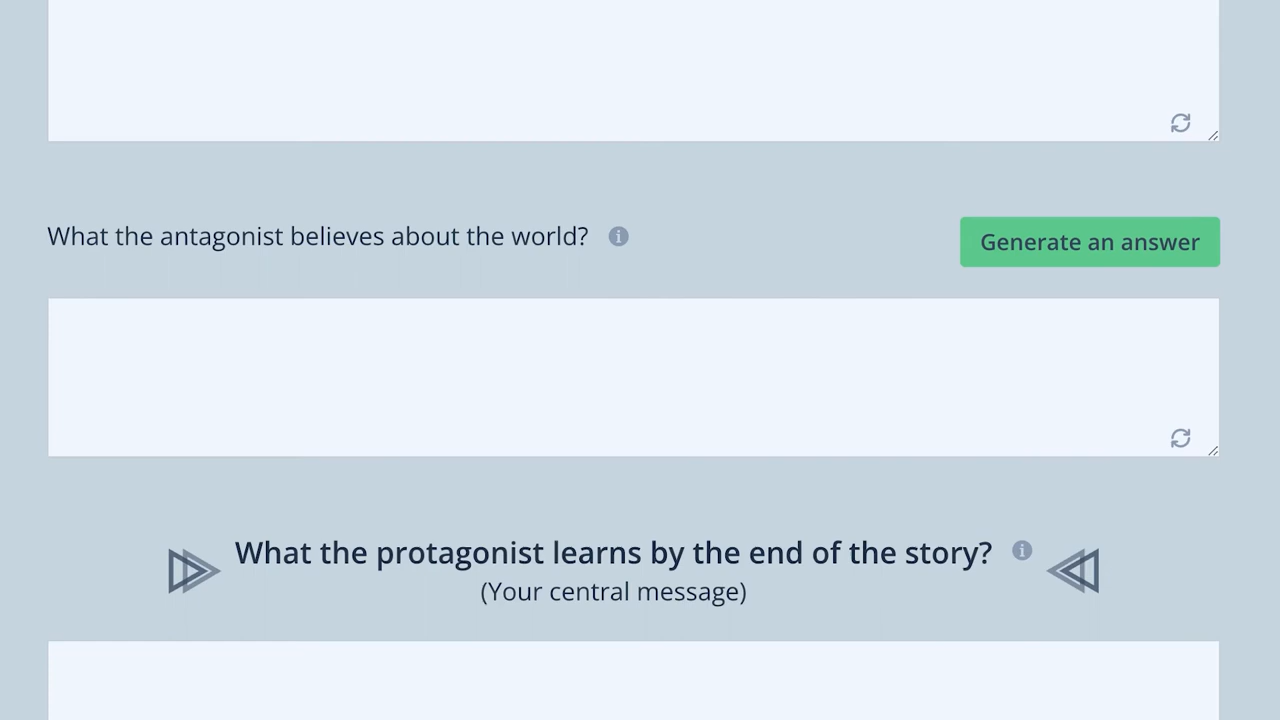 What the antagonist believes about the world?
Generate an answer
What the protagonist learns by the end of the story?
(Your central message)